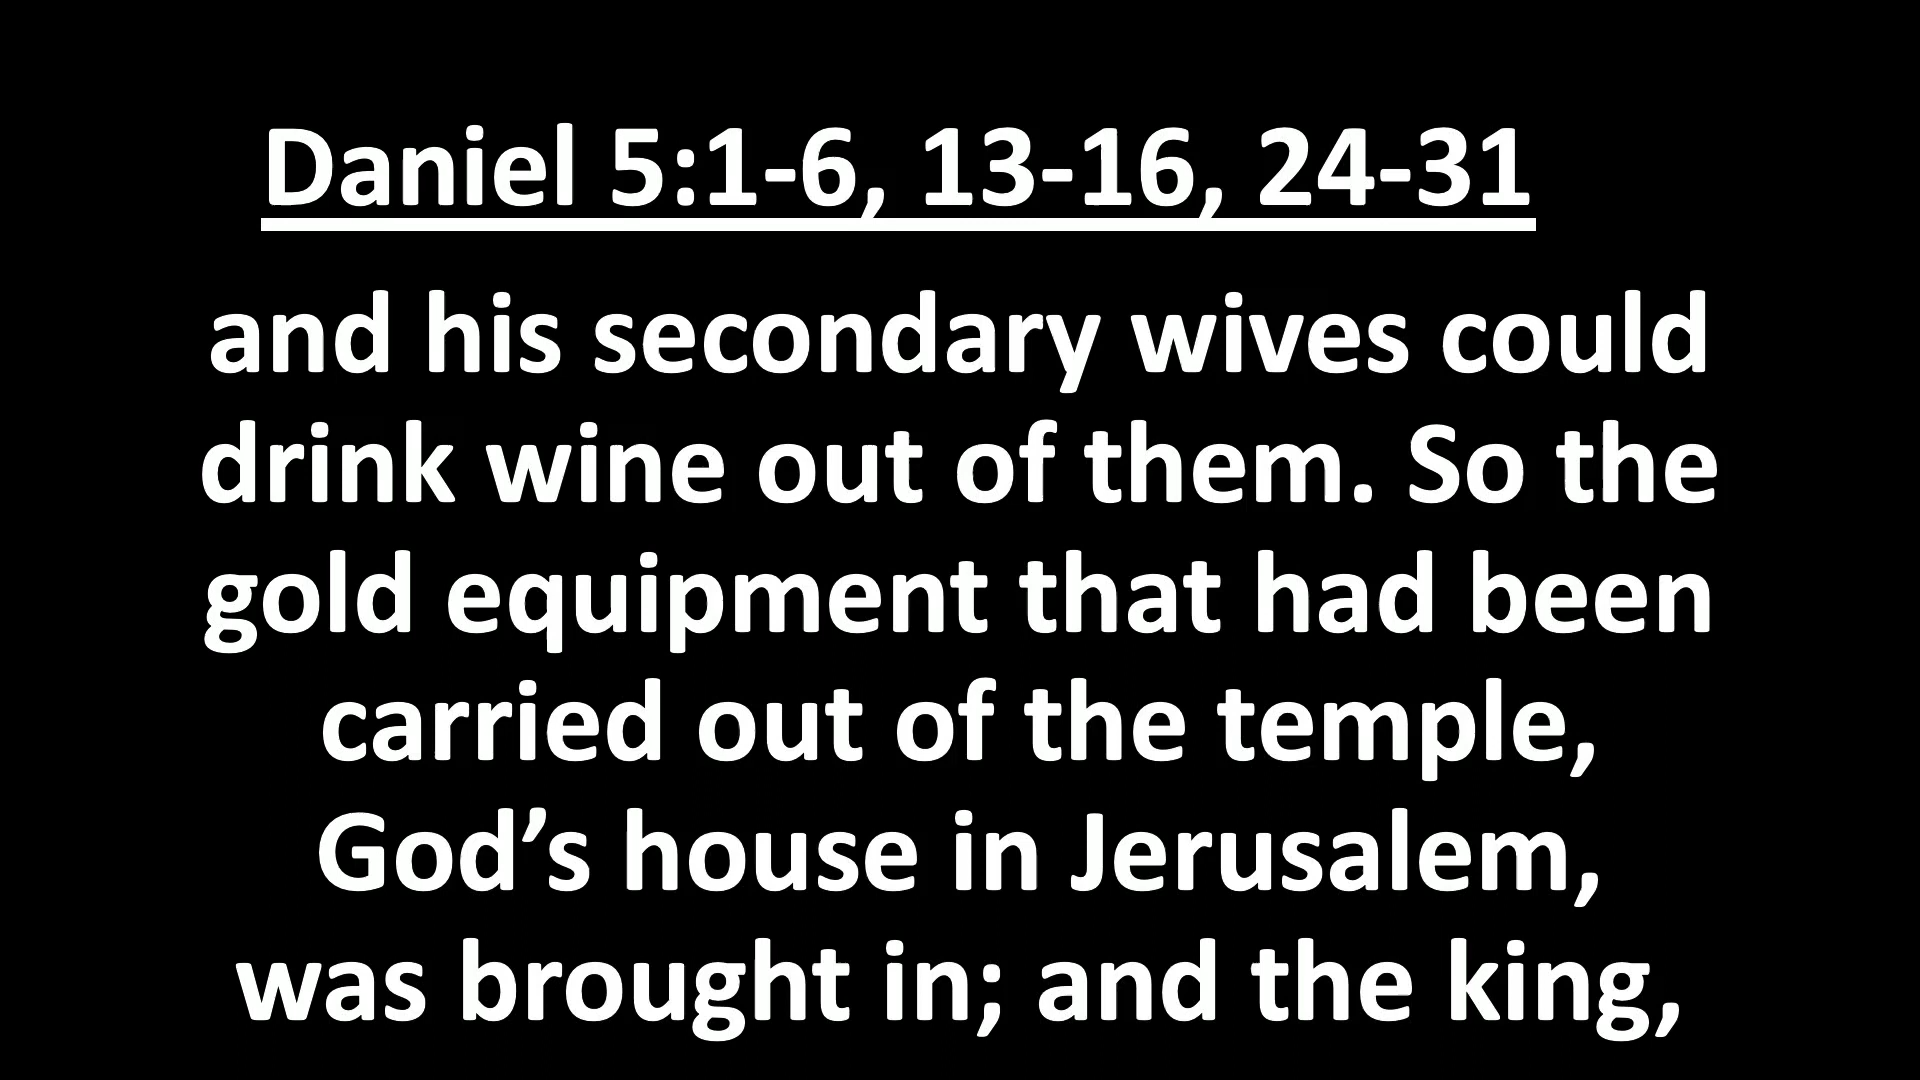 Daniel 5:1-6, 13-16, 24-31
and his secondary wives could
drink wine out of them. So the
gold equipment that had been
carried out of the temple,
God’s house in Jerusalem,
was brought in; and the king,